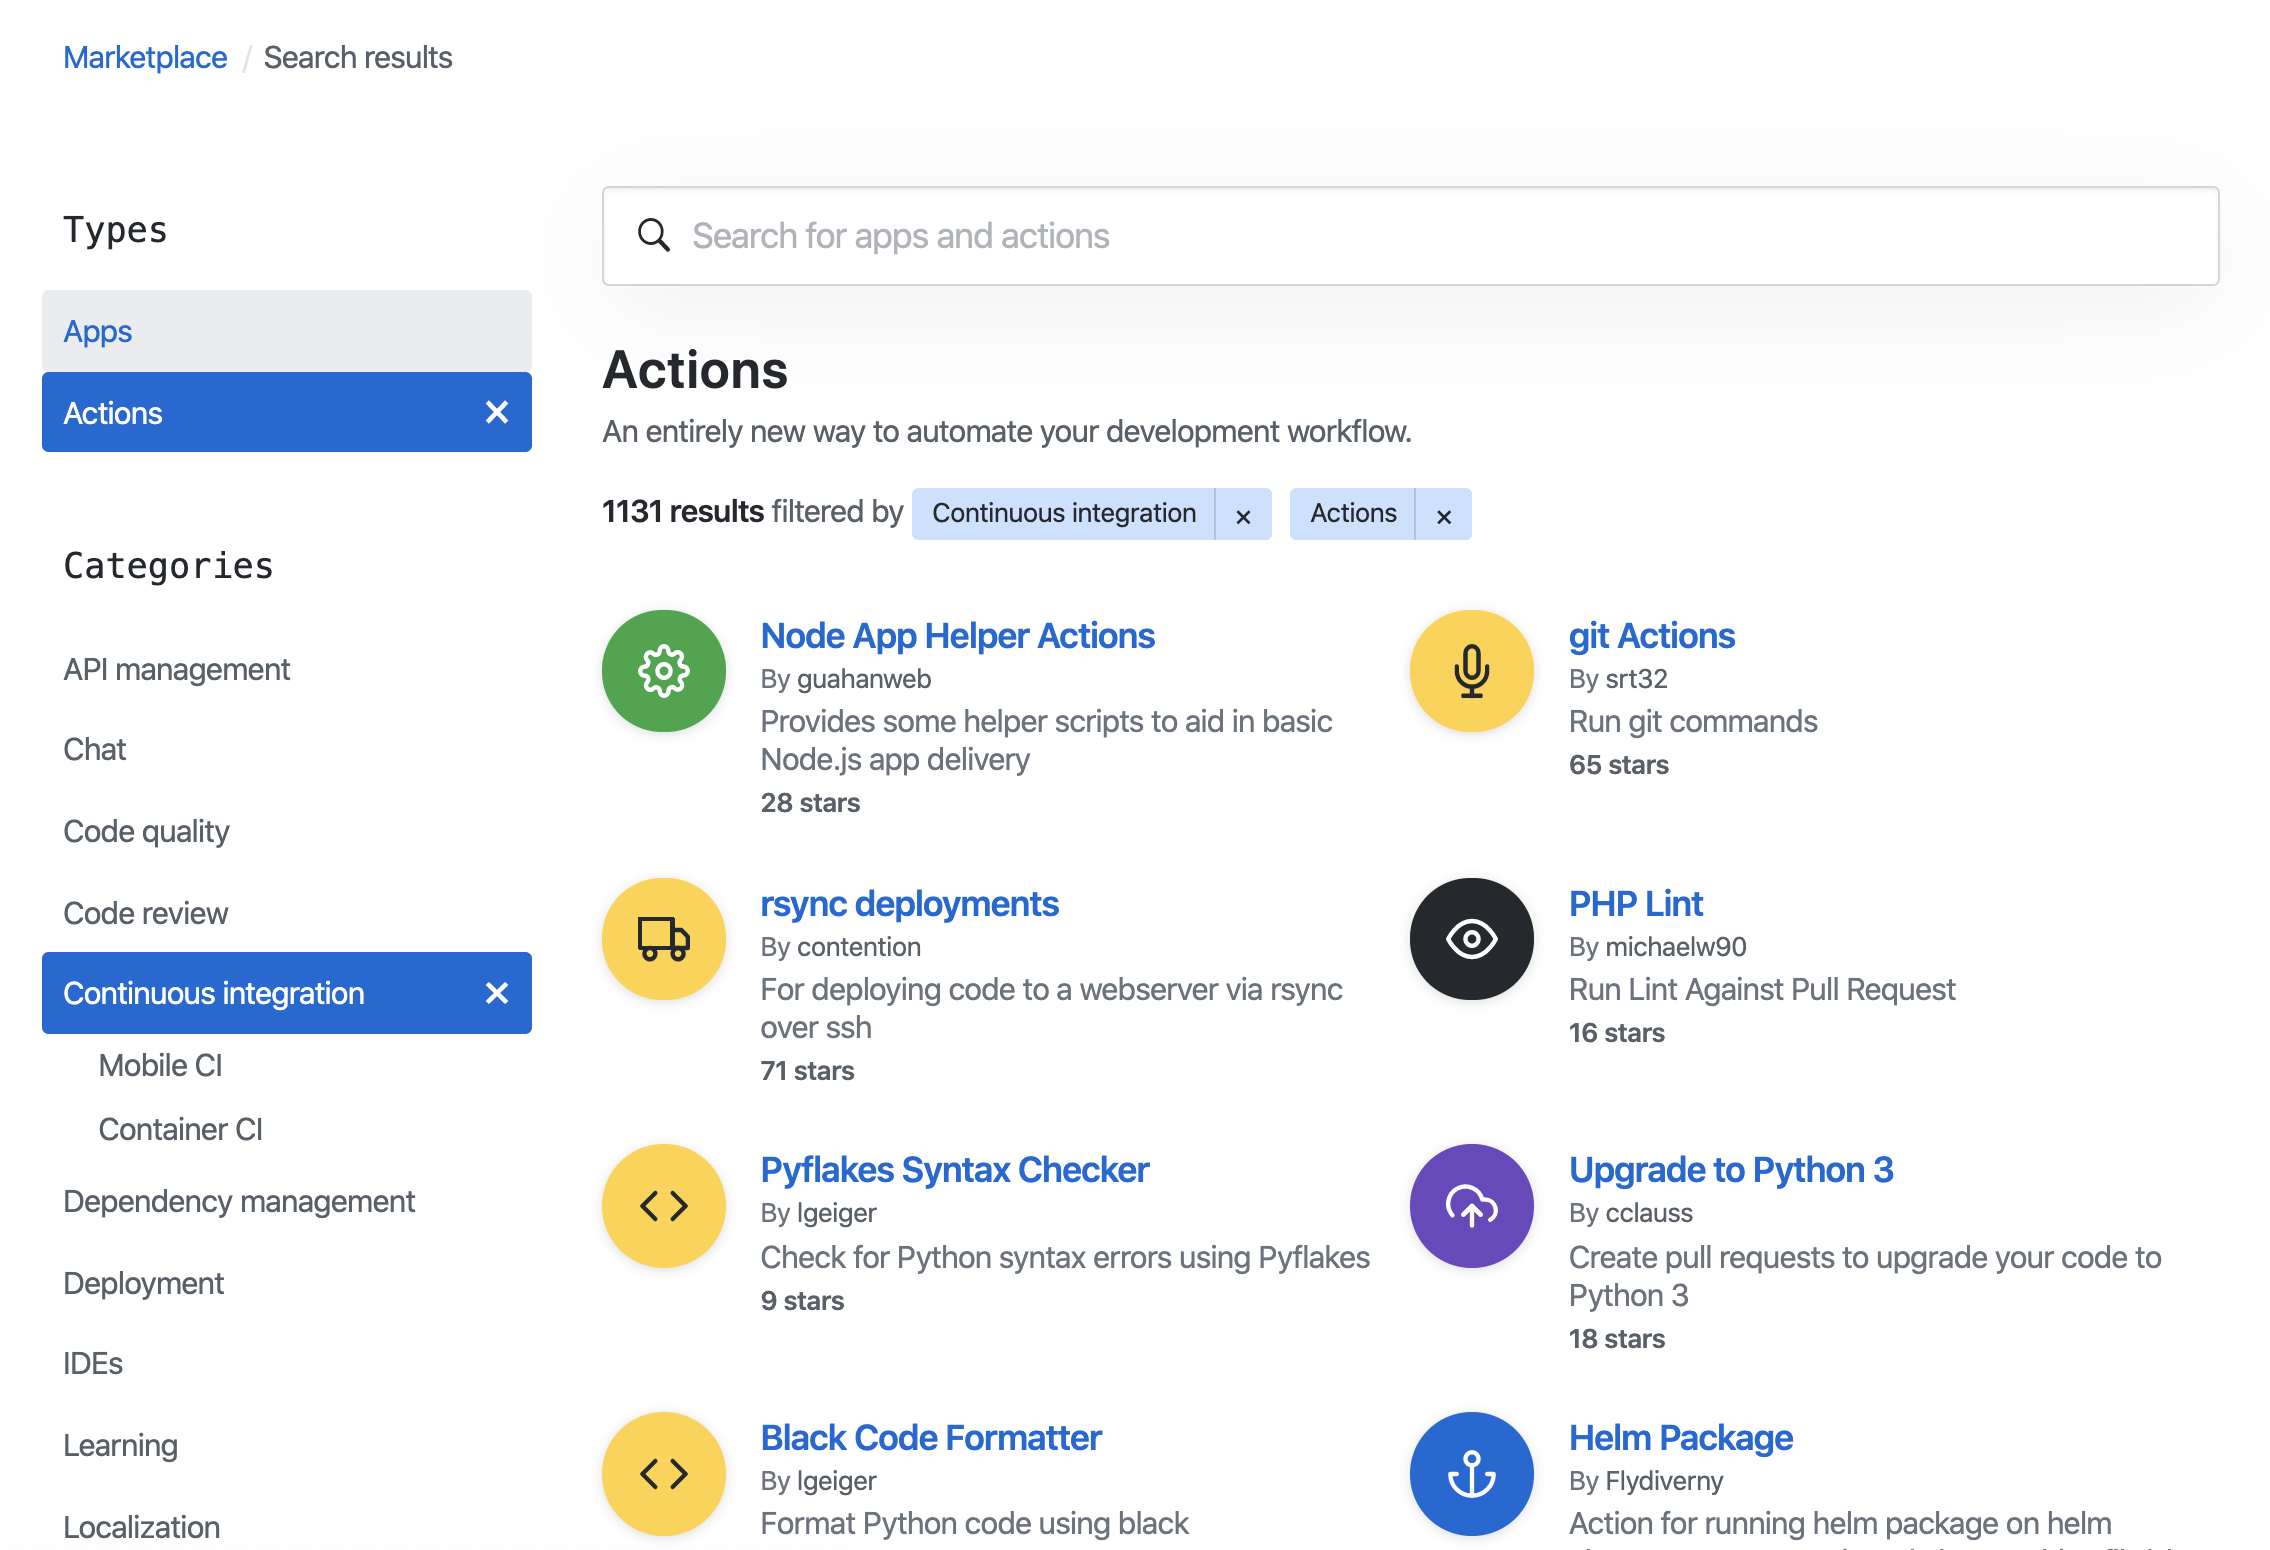 Marketplace / Search results
Types
Apps
Actions
Categories
API management
Chat
Code quality
Code review
Continuous integration
Mobile CI
Container CI
Dependency management
Deployment
IDEs
Learning
Localization
Search for apps and actions
Actions
An entirely new way to automate your development workflow.
1131 results filtered by Continuous integration × Actions ×
Node App Helper Actions
By guahanweb
Provides some helper scripts to aid in basic
Node.js app delivery
28 stars
git Actions
By srt32
Run git commands
65 stars
rsync deployments
By contention
For deploying code to a webserver via rsync
over ssh
71 stars
PHP Lint
By michaelw90
Run Lint Against Pull Request
16 stars
Pyflakes Syntax Checker
By lgeiger
Check for Python syntax errors using Pyflakes
9 stars
Upgrade to Python 3
By cclauss
Create pull requests to upgrade your code to
Python 3
18 stars
Black Code Formatter
By lgeiger
Format Python code using black
Helm Package
By Flydiverny
Action for running helm package on helm